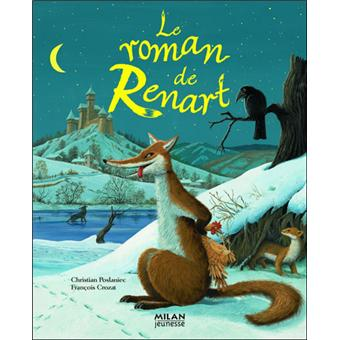 Le
roman
de
Renart
Christian Poslaniec
François Crozat
MILAN
jeunesse